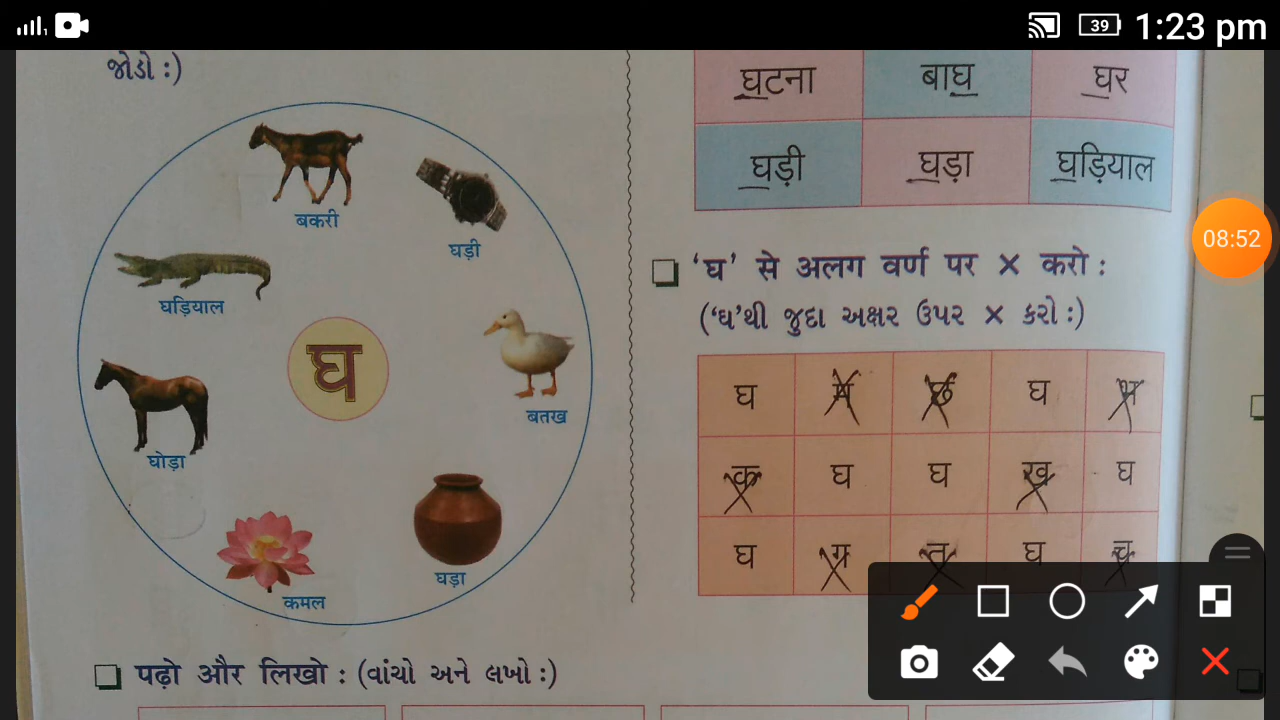 39 1:23 pm
જોડો :)
बकरी
घड़ी
घड़ियाल
घ
बतख
घोड़ा
घड़ा
कमल
पढ़ो और लिखो : (વાંચો અને લખો :)
घटना बाघ घर
घड़ी घड़ा घड़ियाल
08:52
'घ' से अलग वर्ण पर × करो :
('ઘ'થી જુદા અક્ષર ઉપર × કરો :)
घ म छ घ भ
क घ घ ख घ
घ ग्र त घ च